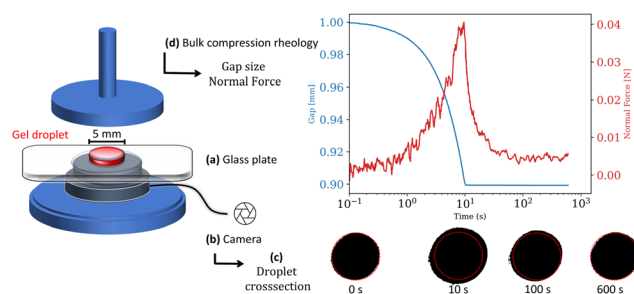 (d) Bulk compression rheology
Gap size
Normal Force
Gel droplet
5 mm
(a) Glass plate
(b) Camera
(c)
Droplet
crosssection
1.00
0.98
0.96
0.94
0.92
0.90
Gap [mm]
10⁻¹
10⁰
10¹
10²
10³
Time (s)
0.04
0.03
0.02
0.01
0.00
Normal Force [N]
0 s
10 s
100 s
600 s